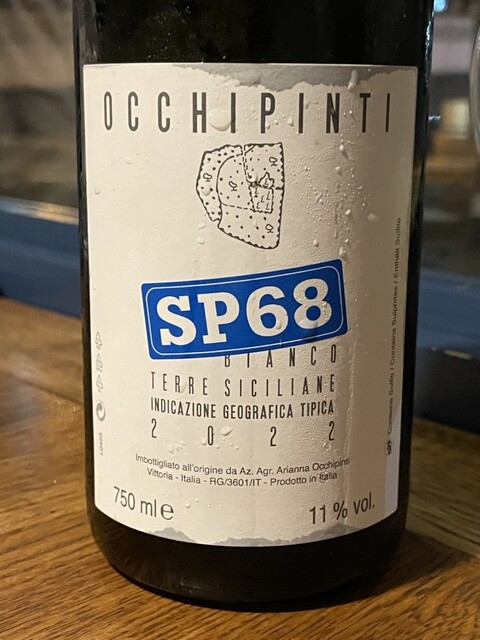 OCCHIPINTI
SP68
BIANCO
TERRE SICILIANE
INDICAZIONE GEOGRAFICA TIPICA
2022
Imbottigliato all'origine da Az. Agr. Arianna Occhipinti
Vittoria - Italia - RG/3601/IT - Prodotto in Italia
750 ml e
11 % vol.
Contiene Solfiti / Contains Sulphites / Enthält Sulfite